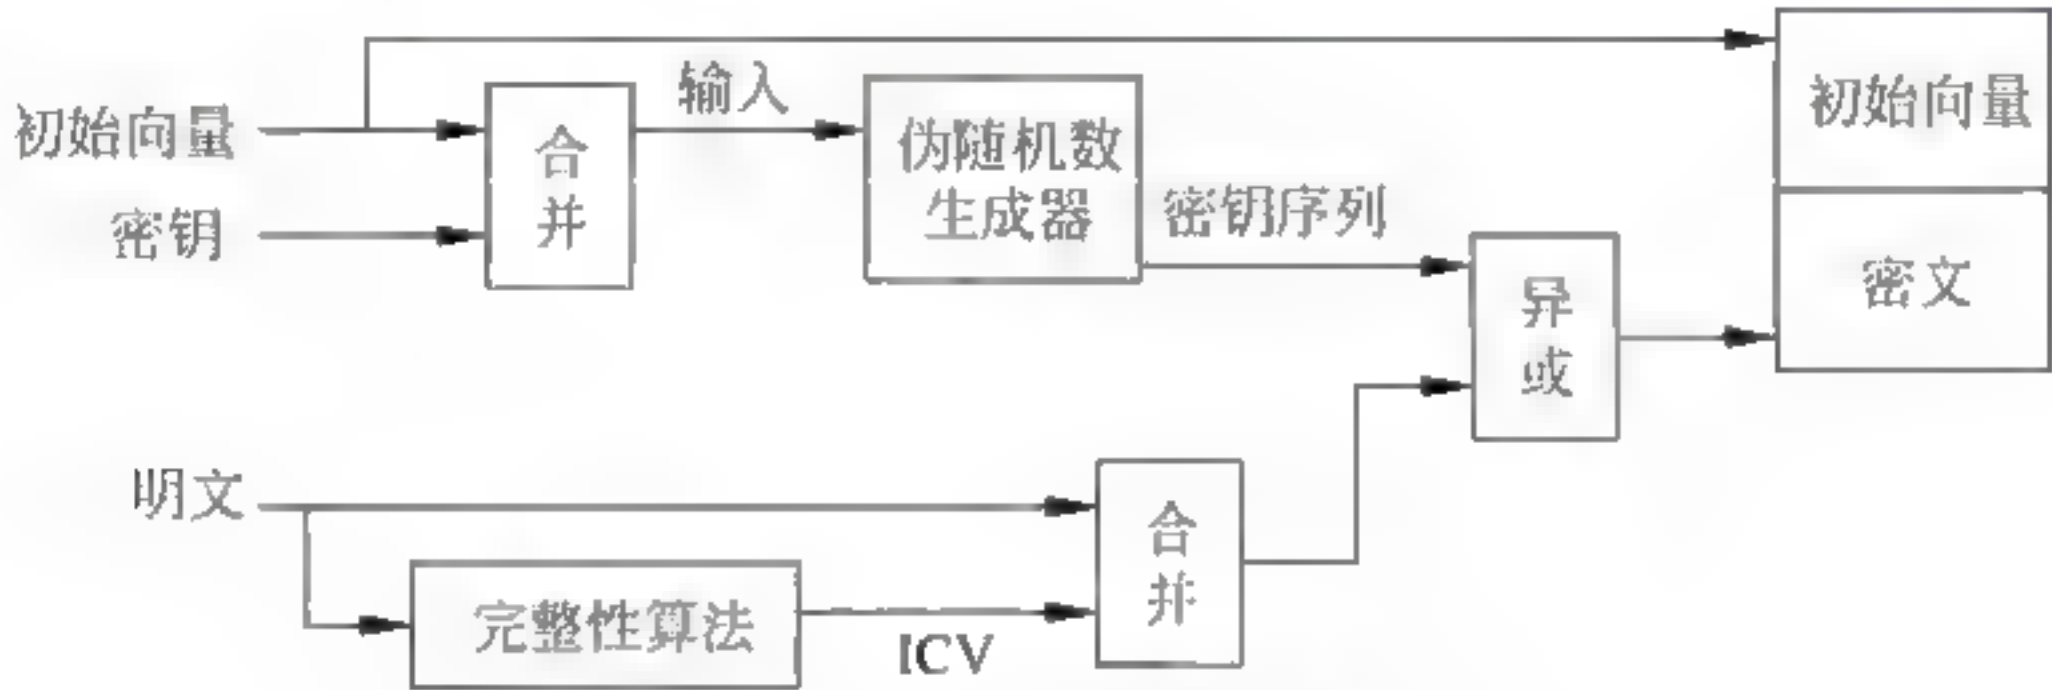 初始向量
密钥
合
并
输入
伪随机数
生成器
密钥序列
异
或
初始向量
密文
明文
完整性算法
ICV
合
并